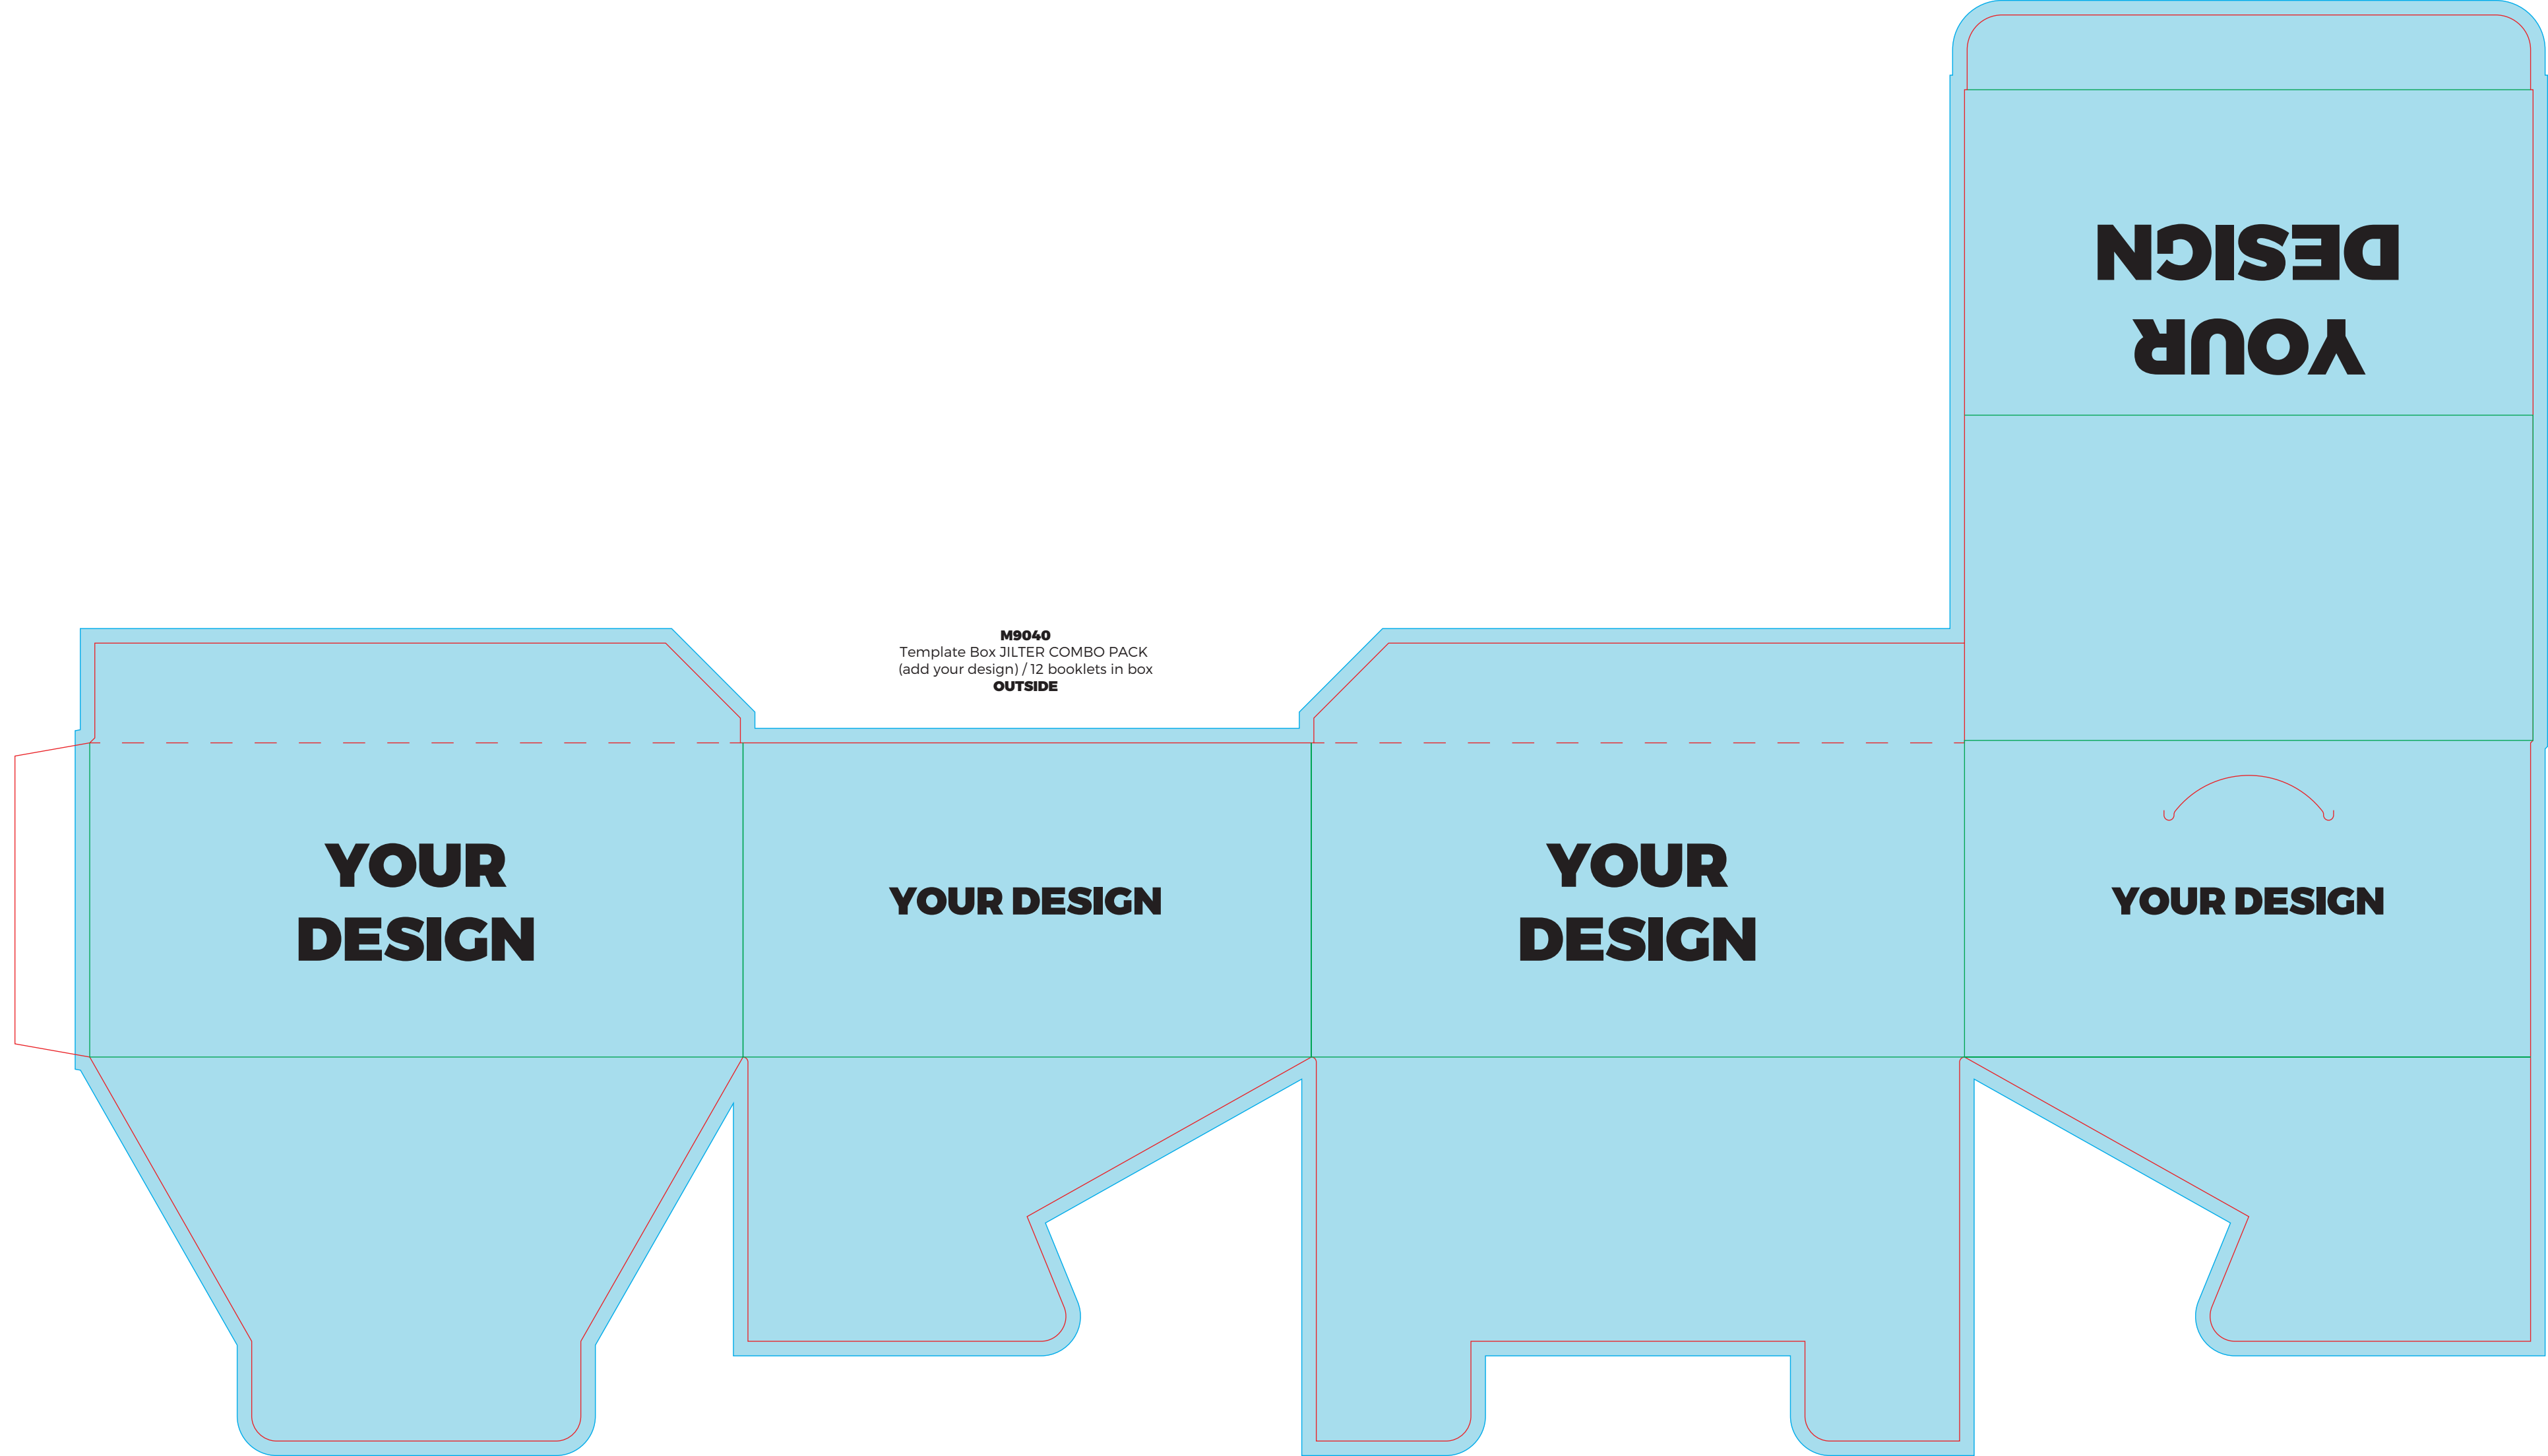 DESIGN
YOUR
M9040
Template Box JILTER COMBO PACK
(add your design) / 12 booklets in box
OUTSIDE
YOUR
DESIGN
YOUR DESIGN
YOUR
DESIGN
YOUR DESIGN